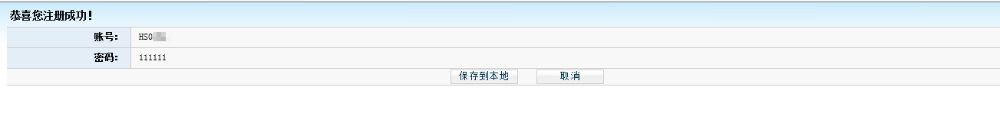 恭喜您注册成功！
账号： HS0
密码： 111111
保存到本地 取消